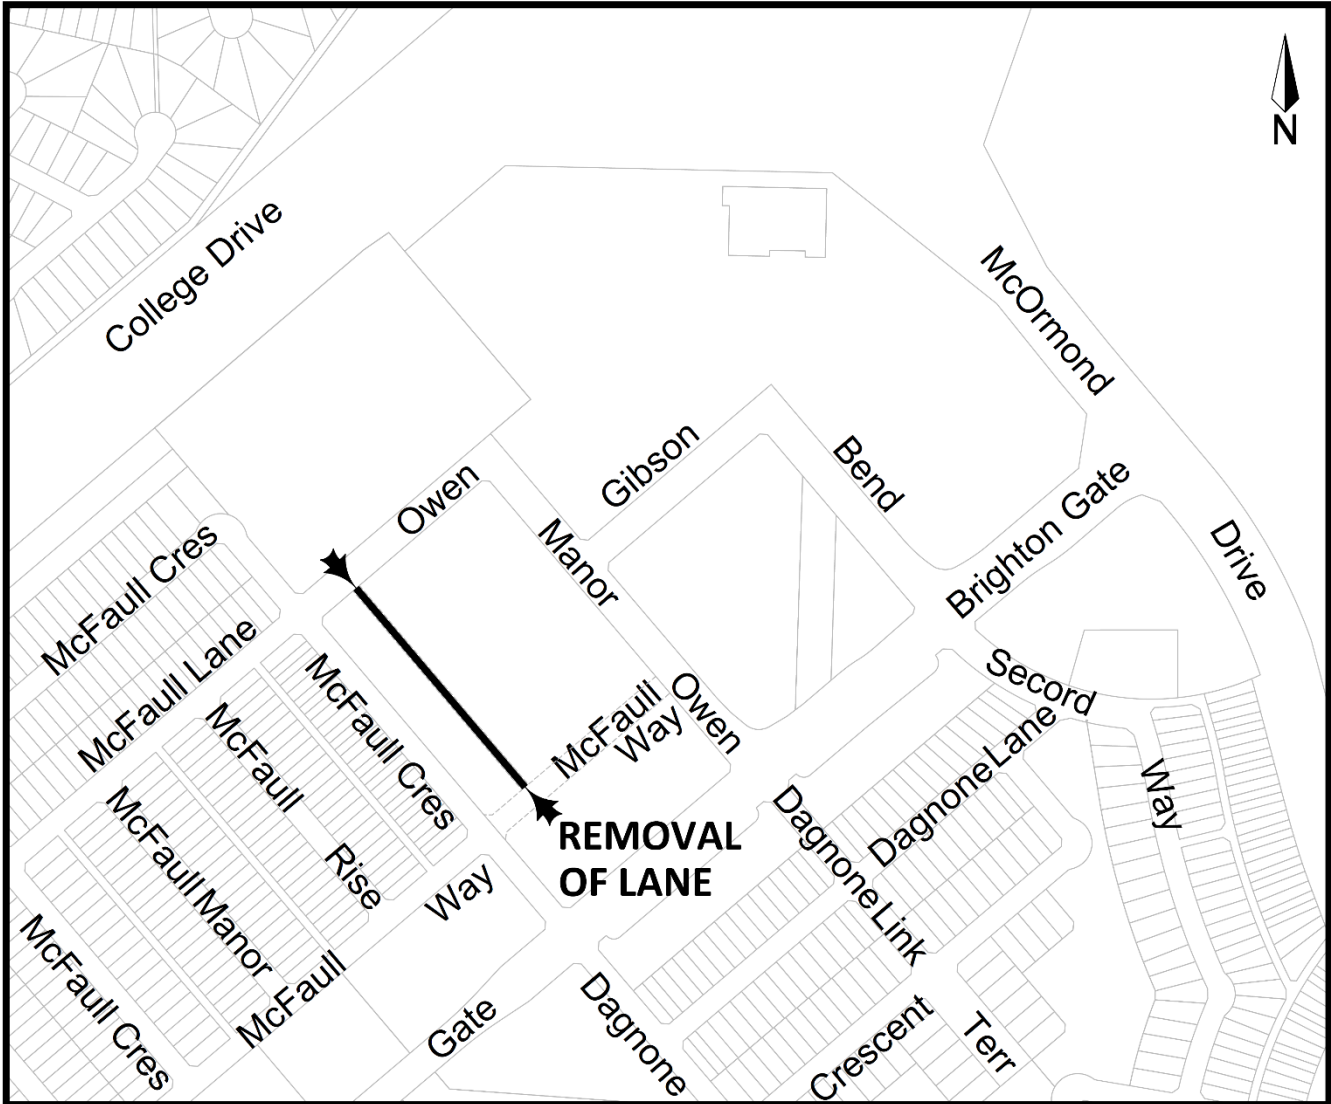 N
College Drive
McOrmond
Gibson
Bend
Owen
Brighton Gate
Manor
Drive
McFaull Cres
McFaull Lane
McFaull Cres
McFaull
Way
Owen
Second
McFaull
Rise
Dagnone Lane
Way
McFaull Manor
REMOVAL
OF LANE
Dagnone Link
Way
McFaull Cres
McFaull
Gate
Dagnone
Crescent
Terr